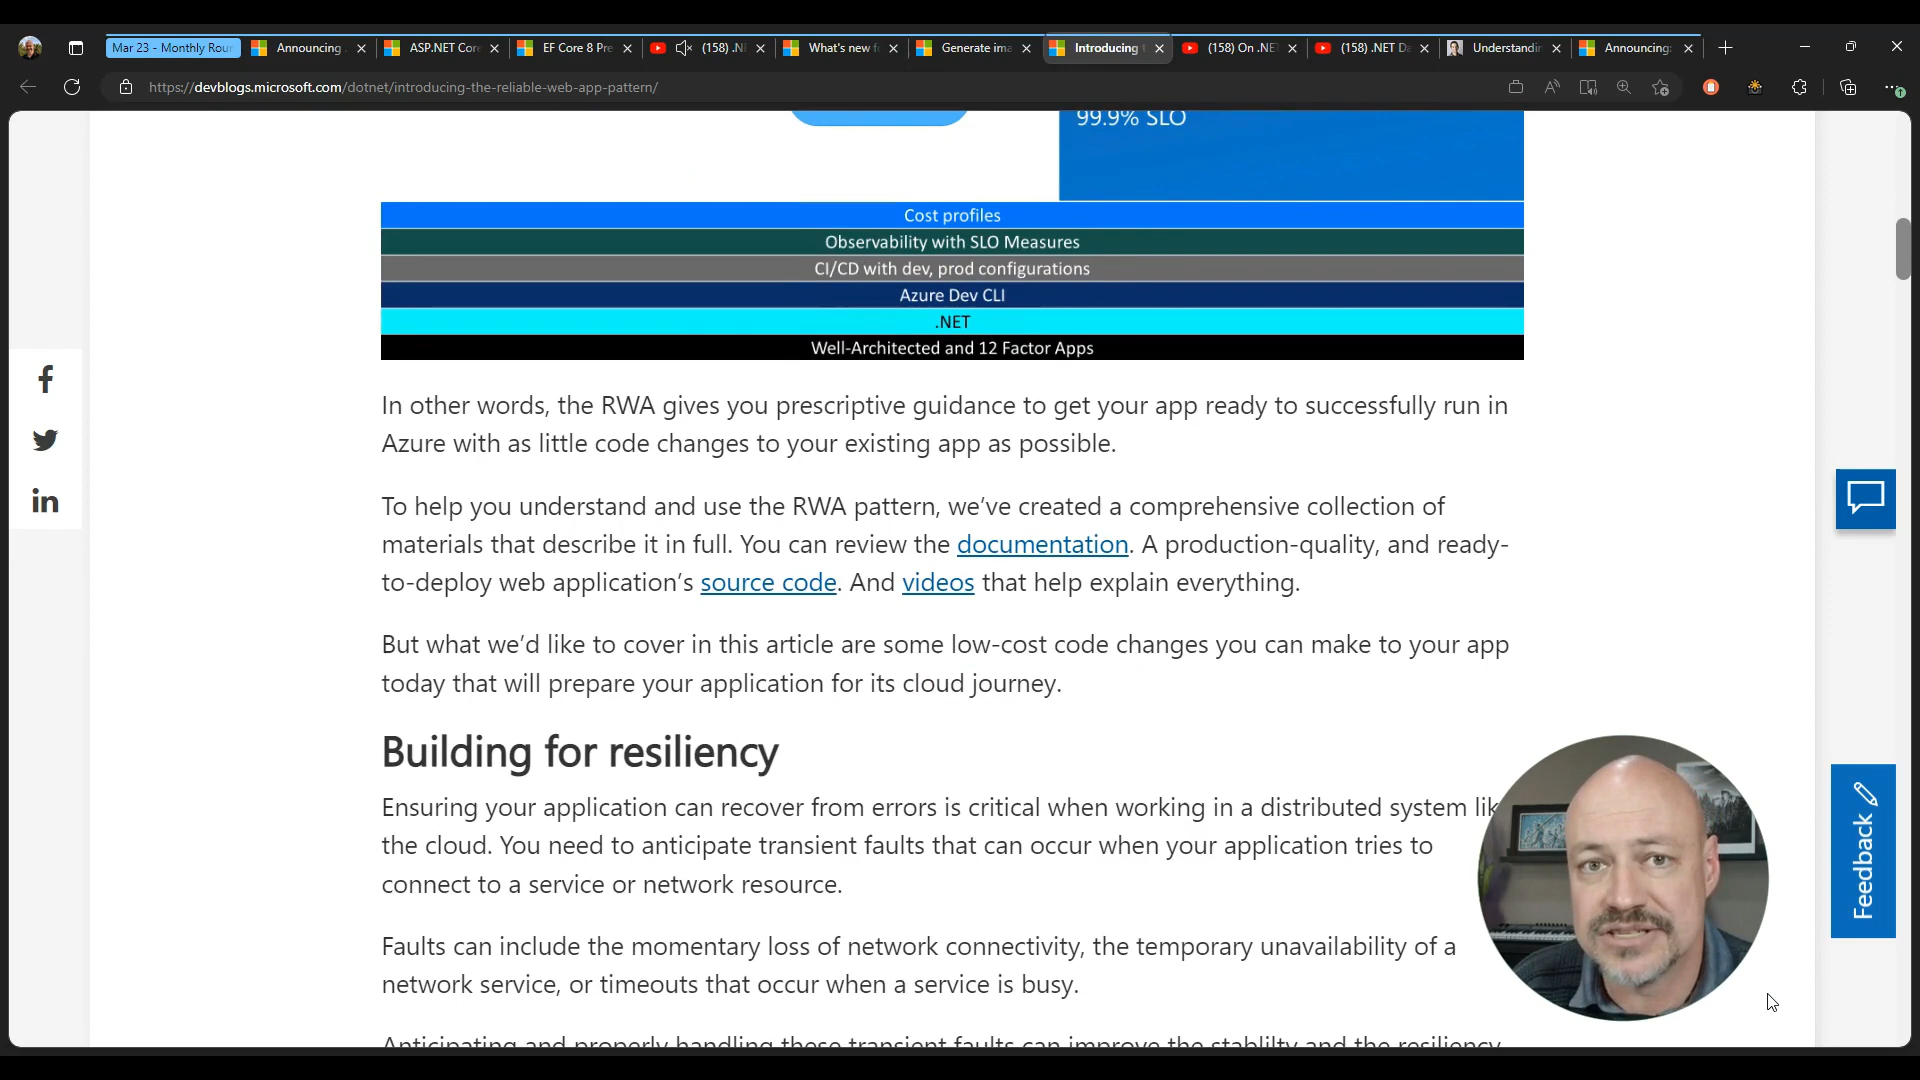 Mar 23 - Monthly Rou
Announcing
ASP.NET Cor
EF Core 8 Pre
(158) .NI
What's new f
Generate ima
Introducing t
(158) On .NE
(158) .NET D
Understandin
Announcing:
https://devblogs.microsoft.com/dotnet/introducing-the-reliable-web-app-pattern/
99.9% SLO
Cost profiles
Observability with SLO Measures
CI/CD with dev, prod configurations
Azure Dev CLI
.NET
Well-Architected and 12 Factor Apps
In other words, the RWA gives you prescriptive guidance to get your app ready to successfully run in
Azure with as little code changes to your existing app as possible.
To help you understand and use the RWA pattern, we've created a comprehensive collection of
materials that describe it in full. You can review the documentation. A production-quality, and ready-
to-deploy web application's source code. And videos that help explain everything.
But what we'd like to cover in this article are some low-cost code changes you can make to your app
today that will prepare your application for its cloud journey.
Building for resiliency
Ensuring your application can recover from errors is critical when working in a distributed system lik
the cloud. You need to anticipate transient faults that can occur when your application tries to
connect to a service or network resource.
Faults can include the momentary loss of network connectivity, the temporary unavailability of a
network service, or timeouts that occur when a service is busy.
Anticipating and properly handling these transient faults can improve the stablilty and the resiliency
Feedback